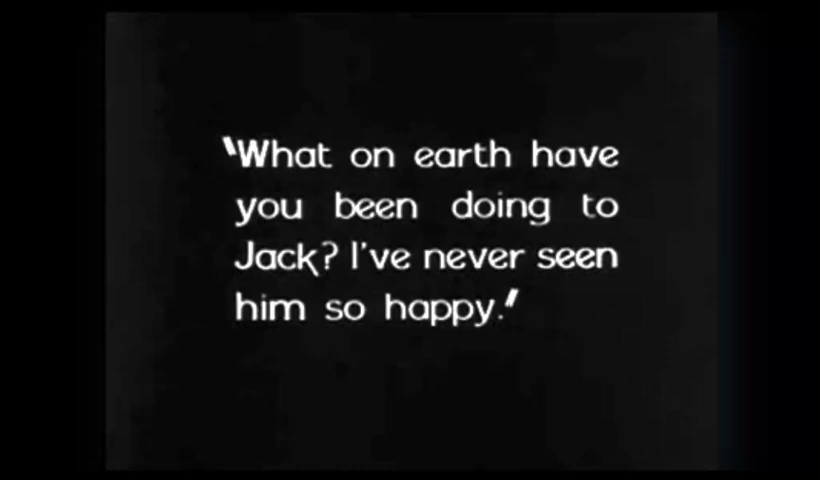 "What on earth have
you been doing to
Jack? I've never seen
him so happy."